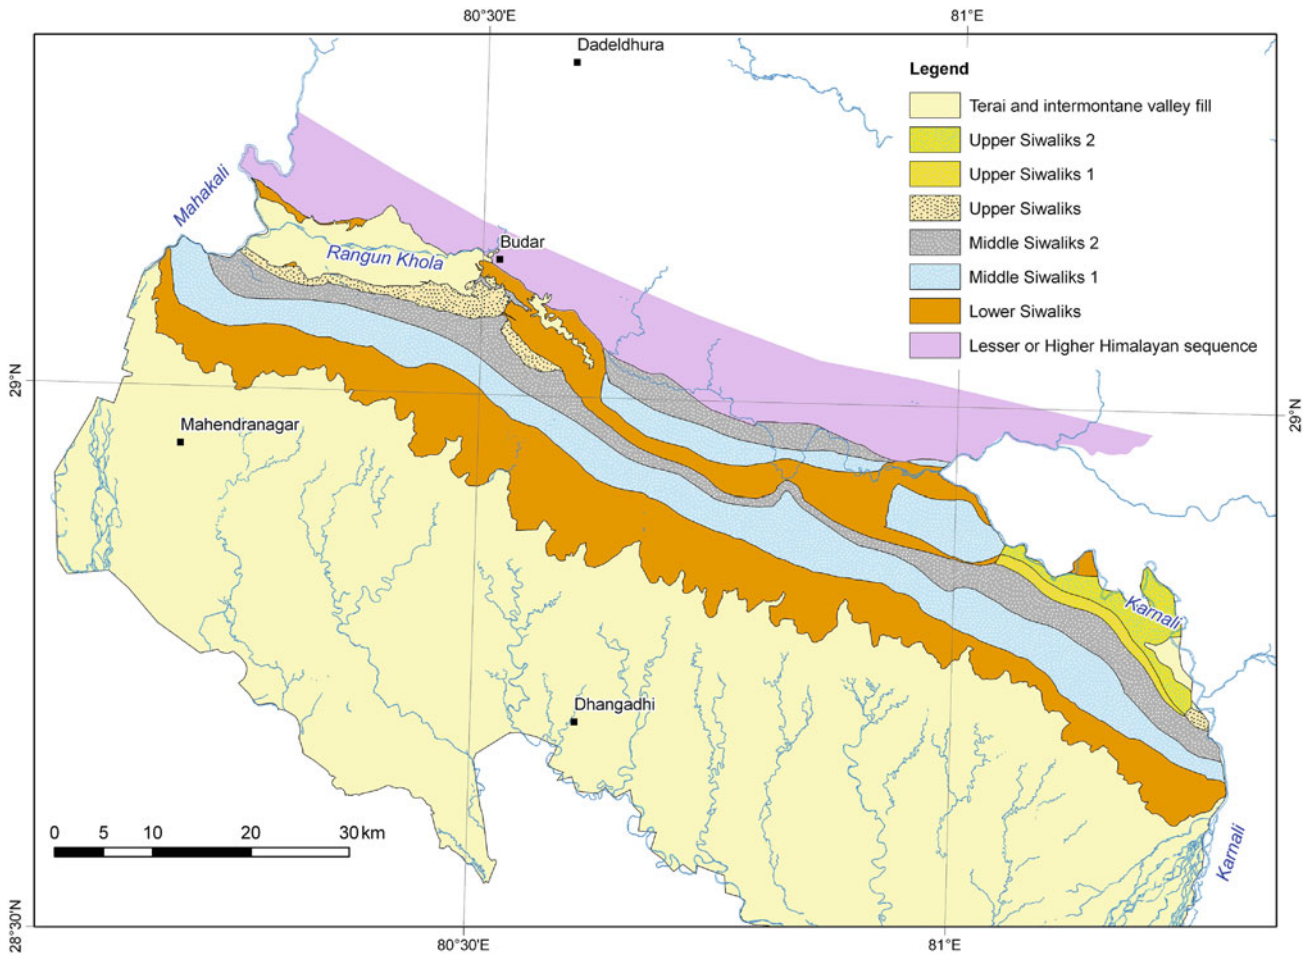 80°30'E
81°E
Dadeldhura
Legend
Terai and intermontane valley fill
Upper Siwaliks 2
Upper Siwaliks 1
Upper Siwaliks
Middle Siwaliks 2
Middle Siwaliks 1
Lower Siwaliks
Lesser or Higher Himalayan sequence
Mahakali
Budar
Rangun Khola
29°N
29°N
Mahendranagar
Karnali
Dhangadhi
0 5 10 20 30 km
Karnali
28°30'N
80°30'E
81°E